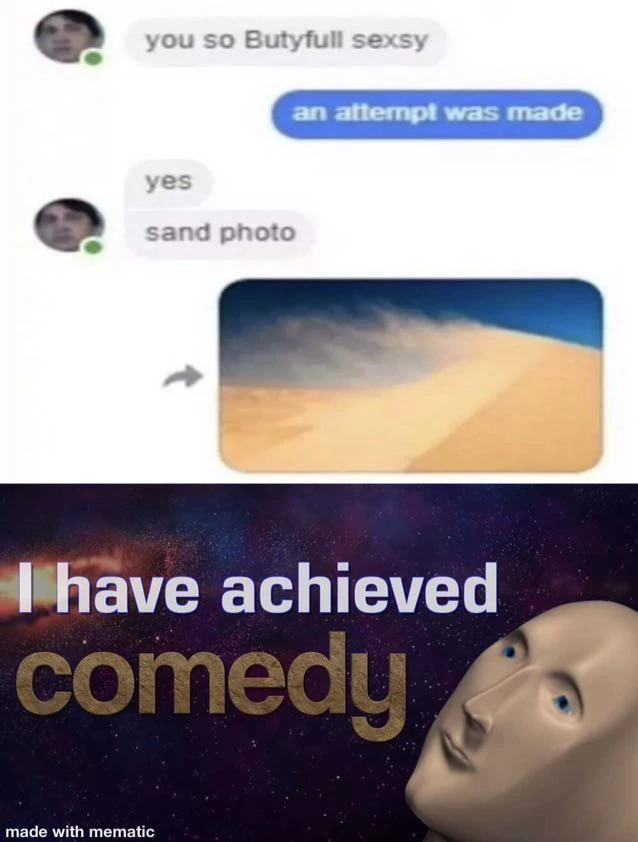 you so Butyfull sexsy
an attempt was made
yes
sand photo
I have achieved
comedy
made with mematic